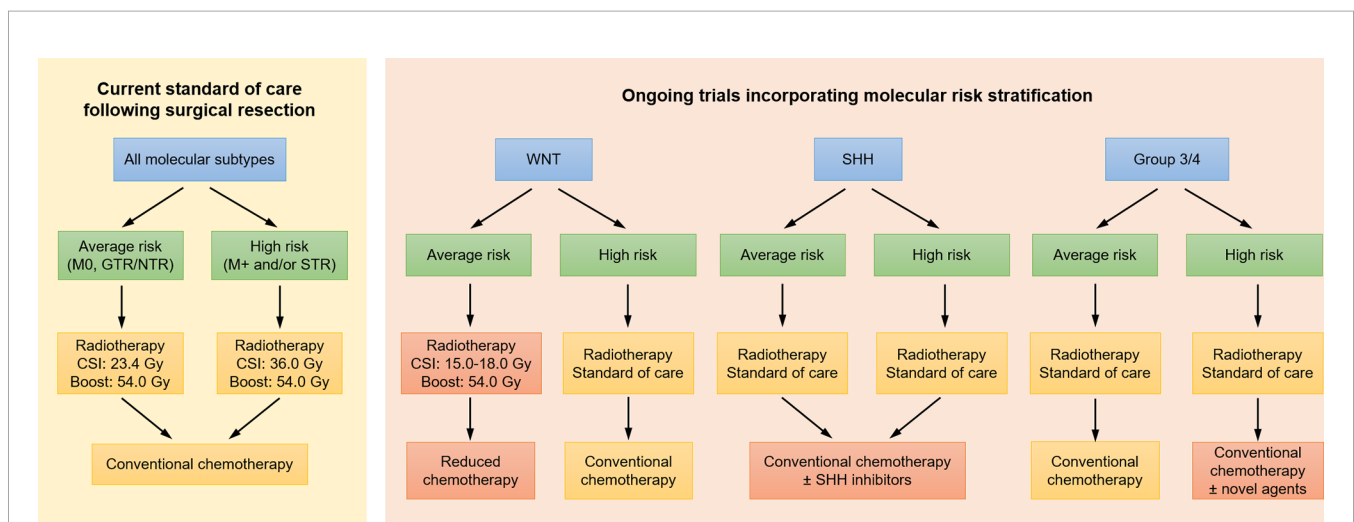 Current standard of care
following surgical resection
All molecular subtypes
Average risk
(M0, GTR/NTR)
High risk
(M+ and/or STR)
Radiotherapy
CSI: 23.4 Gy
Boost: 54.0 Gy
Radiotherapy
CSI: 36.0 Gy
Boost: 54.0 Gy
Conventional chemotherapy
Ongoing trials incorporating molecular risk stratification
WNT
SHH
Group 3/4
Average risk
High risk
Average risk
High risk
Average risk
High risk
Radiotherapy
CSI: 15.0-18.0 Gy
Boost: 54.0 Gy
Radiotherapy
Standard of care
Radiotherapy
Standard of care
Radiotherapy
Standard of care
Radiotherapy
Standard of care
Radiotherapy
Standard of care
Reduced
chemotherapy
Conventional
chemotherapy
Conventional chemotherapy
± SHH inhibitors
Conventional
chemotherapy
Conventional
chemotherapy
± novel agents